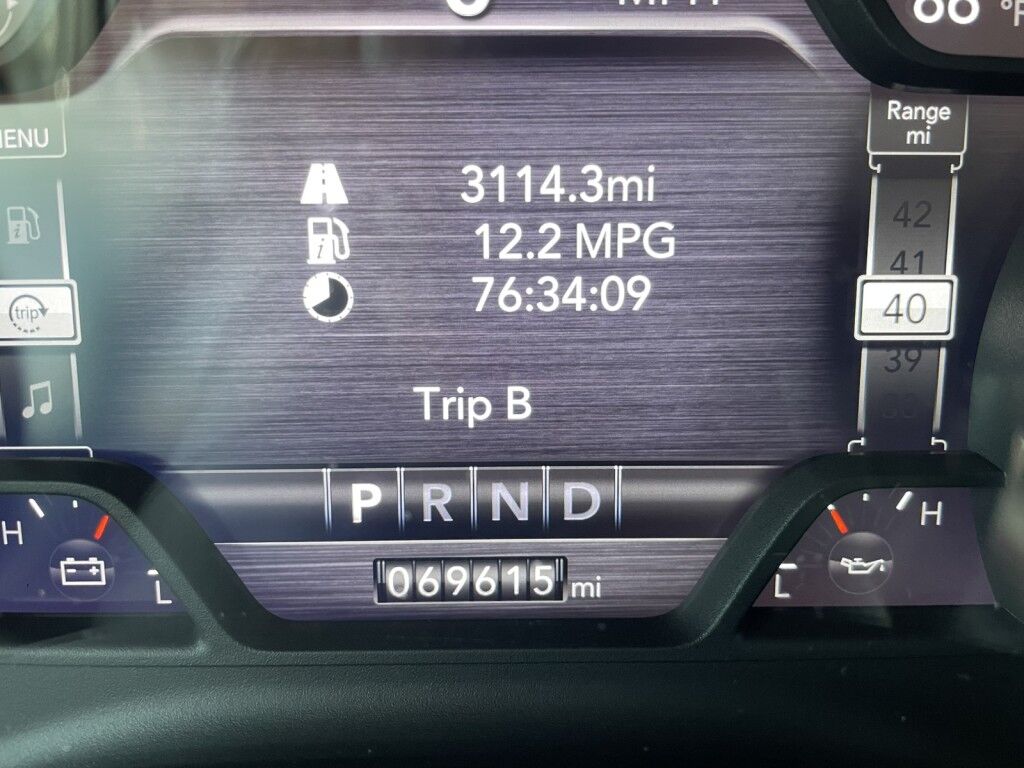 MPH
°F
MENU
Range
mi
3114.3mi
12.2 MPG
76:34:09
42
41
40
39
trip
Trip B
P R N D
H
L
069615 mi
H
L